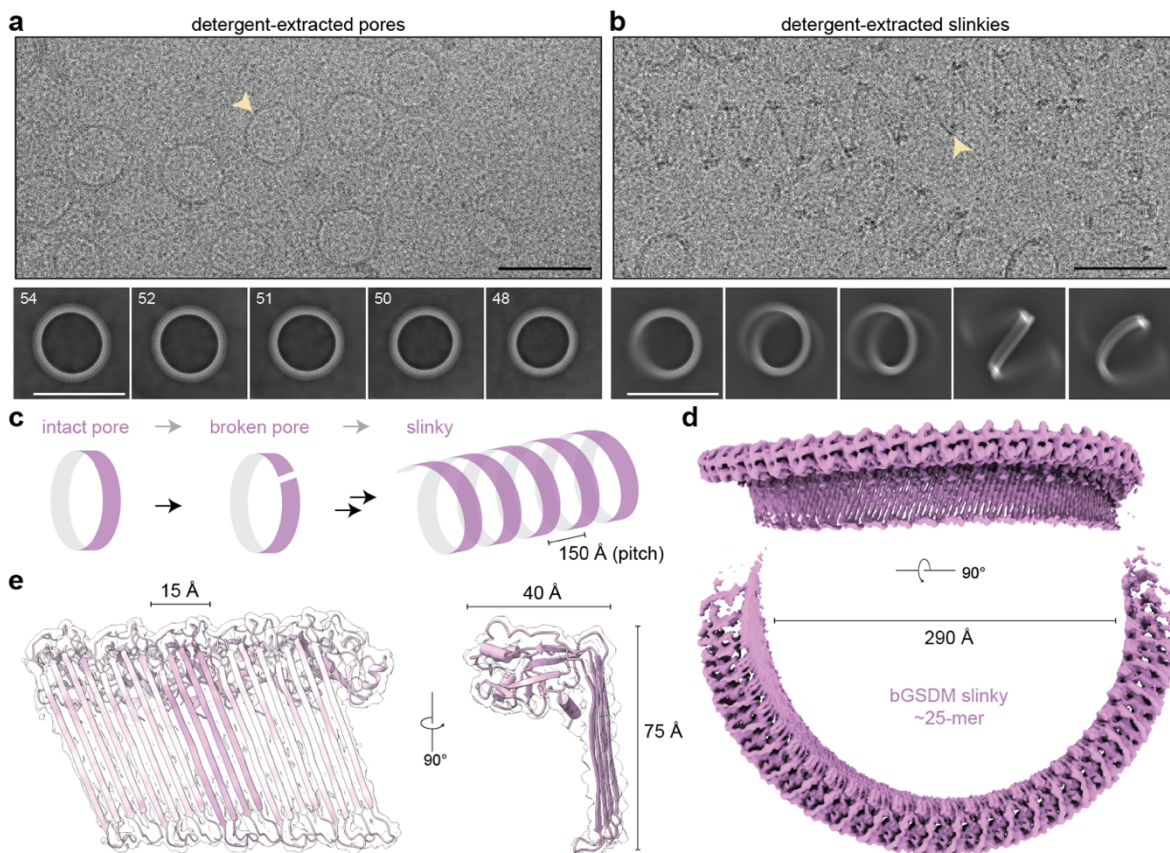 a
detergent-extracted pores
b
detergent-extracted slinkies
54
52
51
50
48
c
intact pore
broken pore
slinky
150 Å (pitch)
d
90°
290 Å
bGSDM slinky
~25-mer
e
15 Å
90°
40 Å
75 Å